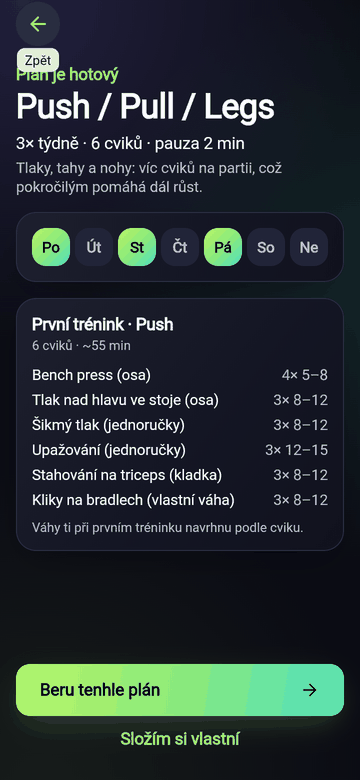 Zpět
Plán je hotový
Push / Pull / Legs
3× týdně · 6 cviků · pauza 2 min
Tlaky, tahy a nohy: víc cviků na partii, což
pokročilým pomáhá dál růst.
Po Út St Čt Pá So Ne
První trénink · Push
6 cviků · ~55 min
Bench press (osa) 4× 5–8
Tlak nad hlavu ve stoje (osa) 3× 8–12
Šikmý tlak (jednoručky) 3× 8–12
Upažování (jednoručky) 3× 12–15
Stahování na triceps (kladka) 3× 8–12
Kliky na bradlech (vlastní váha) 3× 8–12
Váhy ti při prvním tréninku navrhnu podle cviku.
Beru tenhle plán
Složím si vlastní